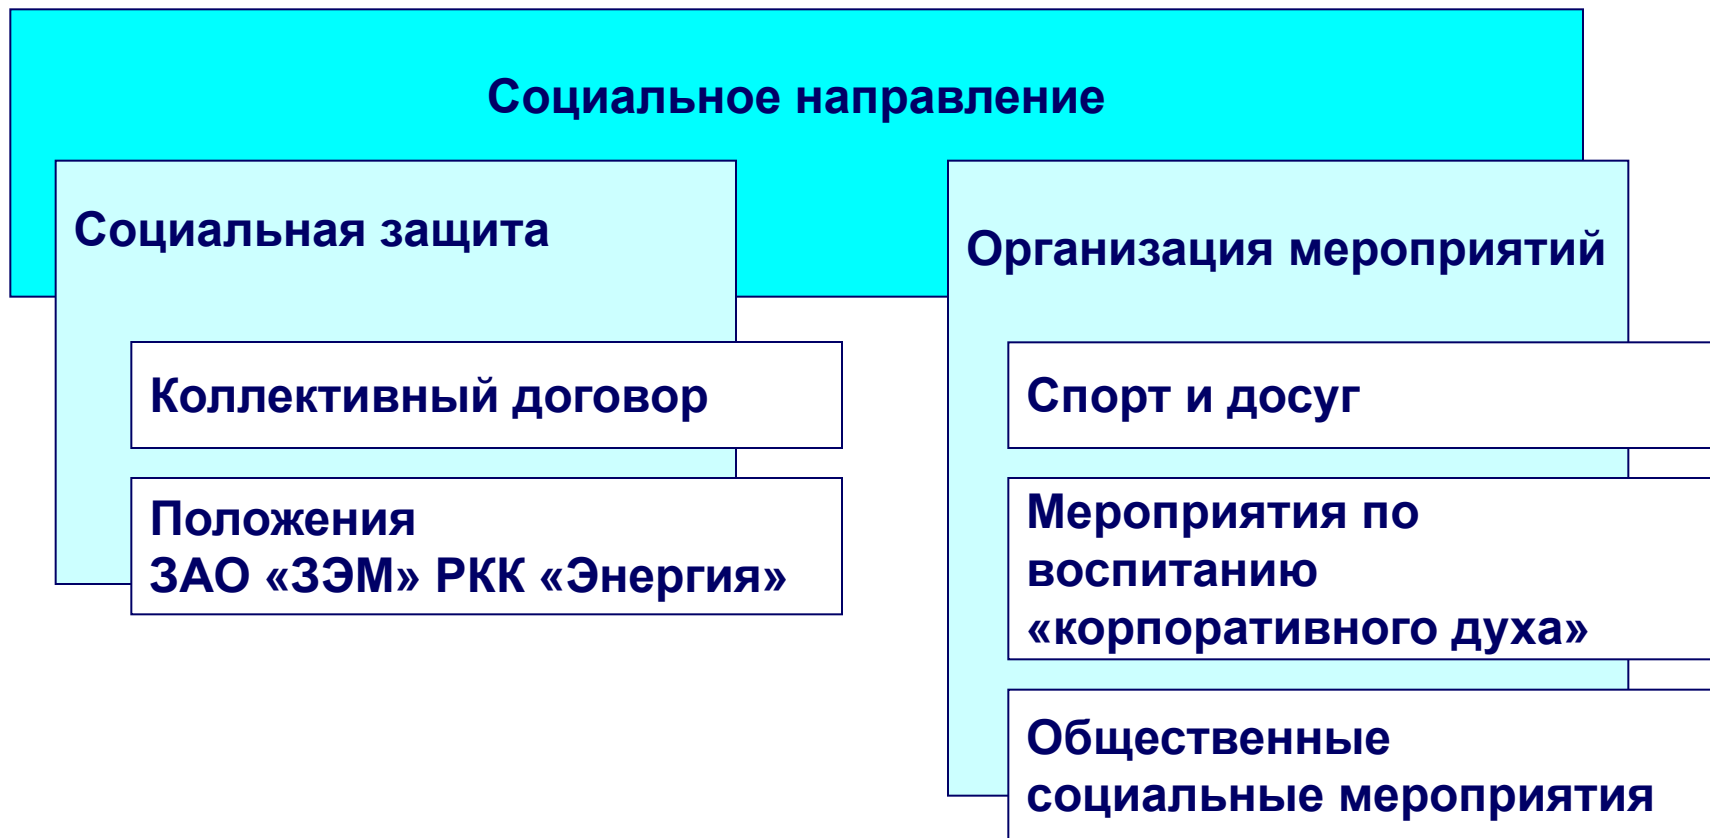 Социальное направление
Социальная защита
Коллективный договор
Положения
ЗАО «ЗЭМ» РКК «Энергия»
Организация мероприятий
Спорт и досуг
Мероприятия по
воспитанию
«корпоративного духа»
Общественные
социальные мероприятия